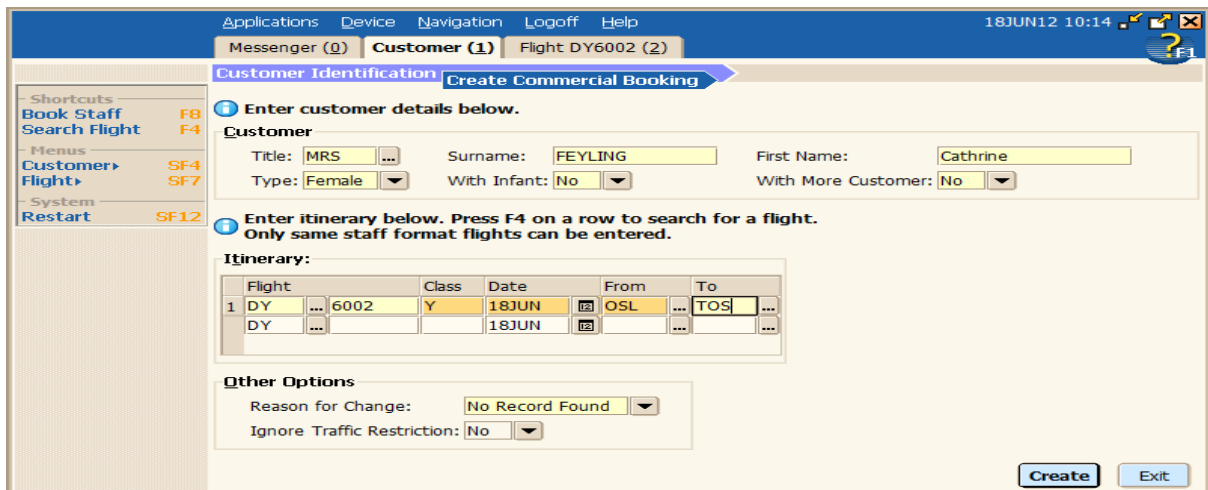 Applications Device Navigation Logoff Help 18JUN12 10:14
Messenger (0) Customer (1) Flight DY6002 (2)
?F1
Customer Identification Create Commercial Booking
Shortcuts
Book Staff F8
Search Flight F4
Menus
Customer SF4
Flight SF7
System
Restart SF12
Enter customer details below.
Customer
Title: MRS ... Surname: FEYLING First Name: Cathrine
Type: Female With Infant: No With More Customer: No
Enter itinerary below. Press F4 on a row to search for a flight.
Only same staff format flights can be entered.
Itinerary:
Flight Class Date From To
1 DY ... 6002 Y 18JUN 12 OSL ... TOS ...
DY ... 18JUN 12 ... ...
Other Options
Reason for Change: No Record Found
Ignore Traffic Restriction: No
Create Exit